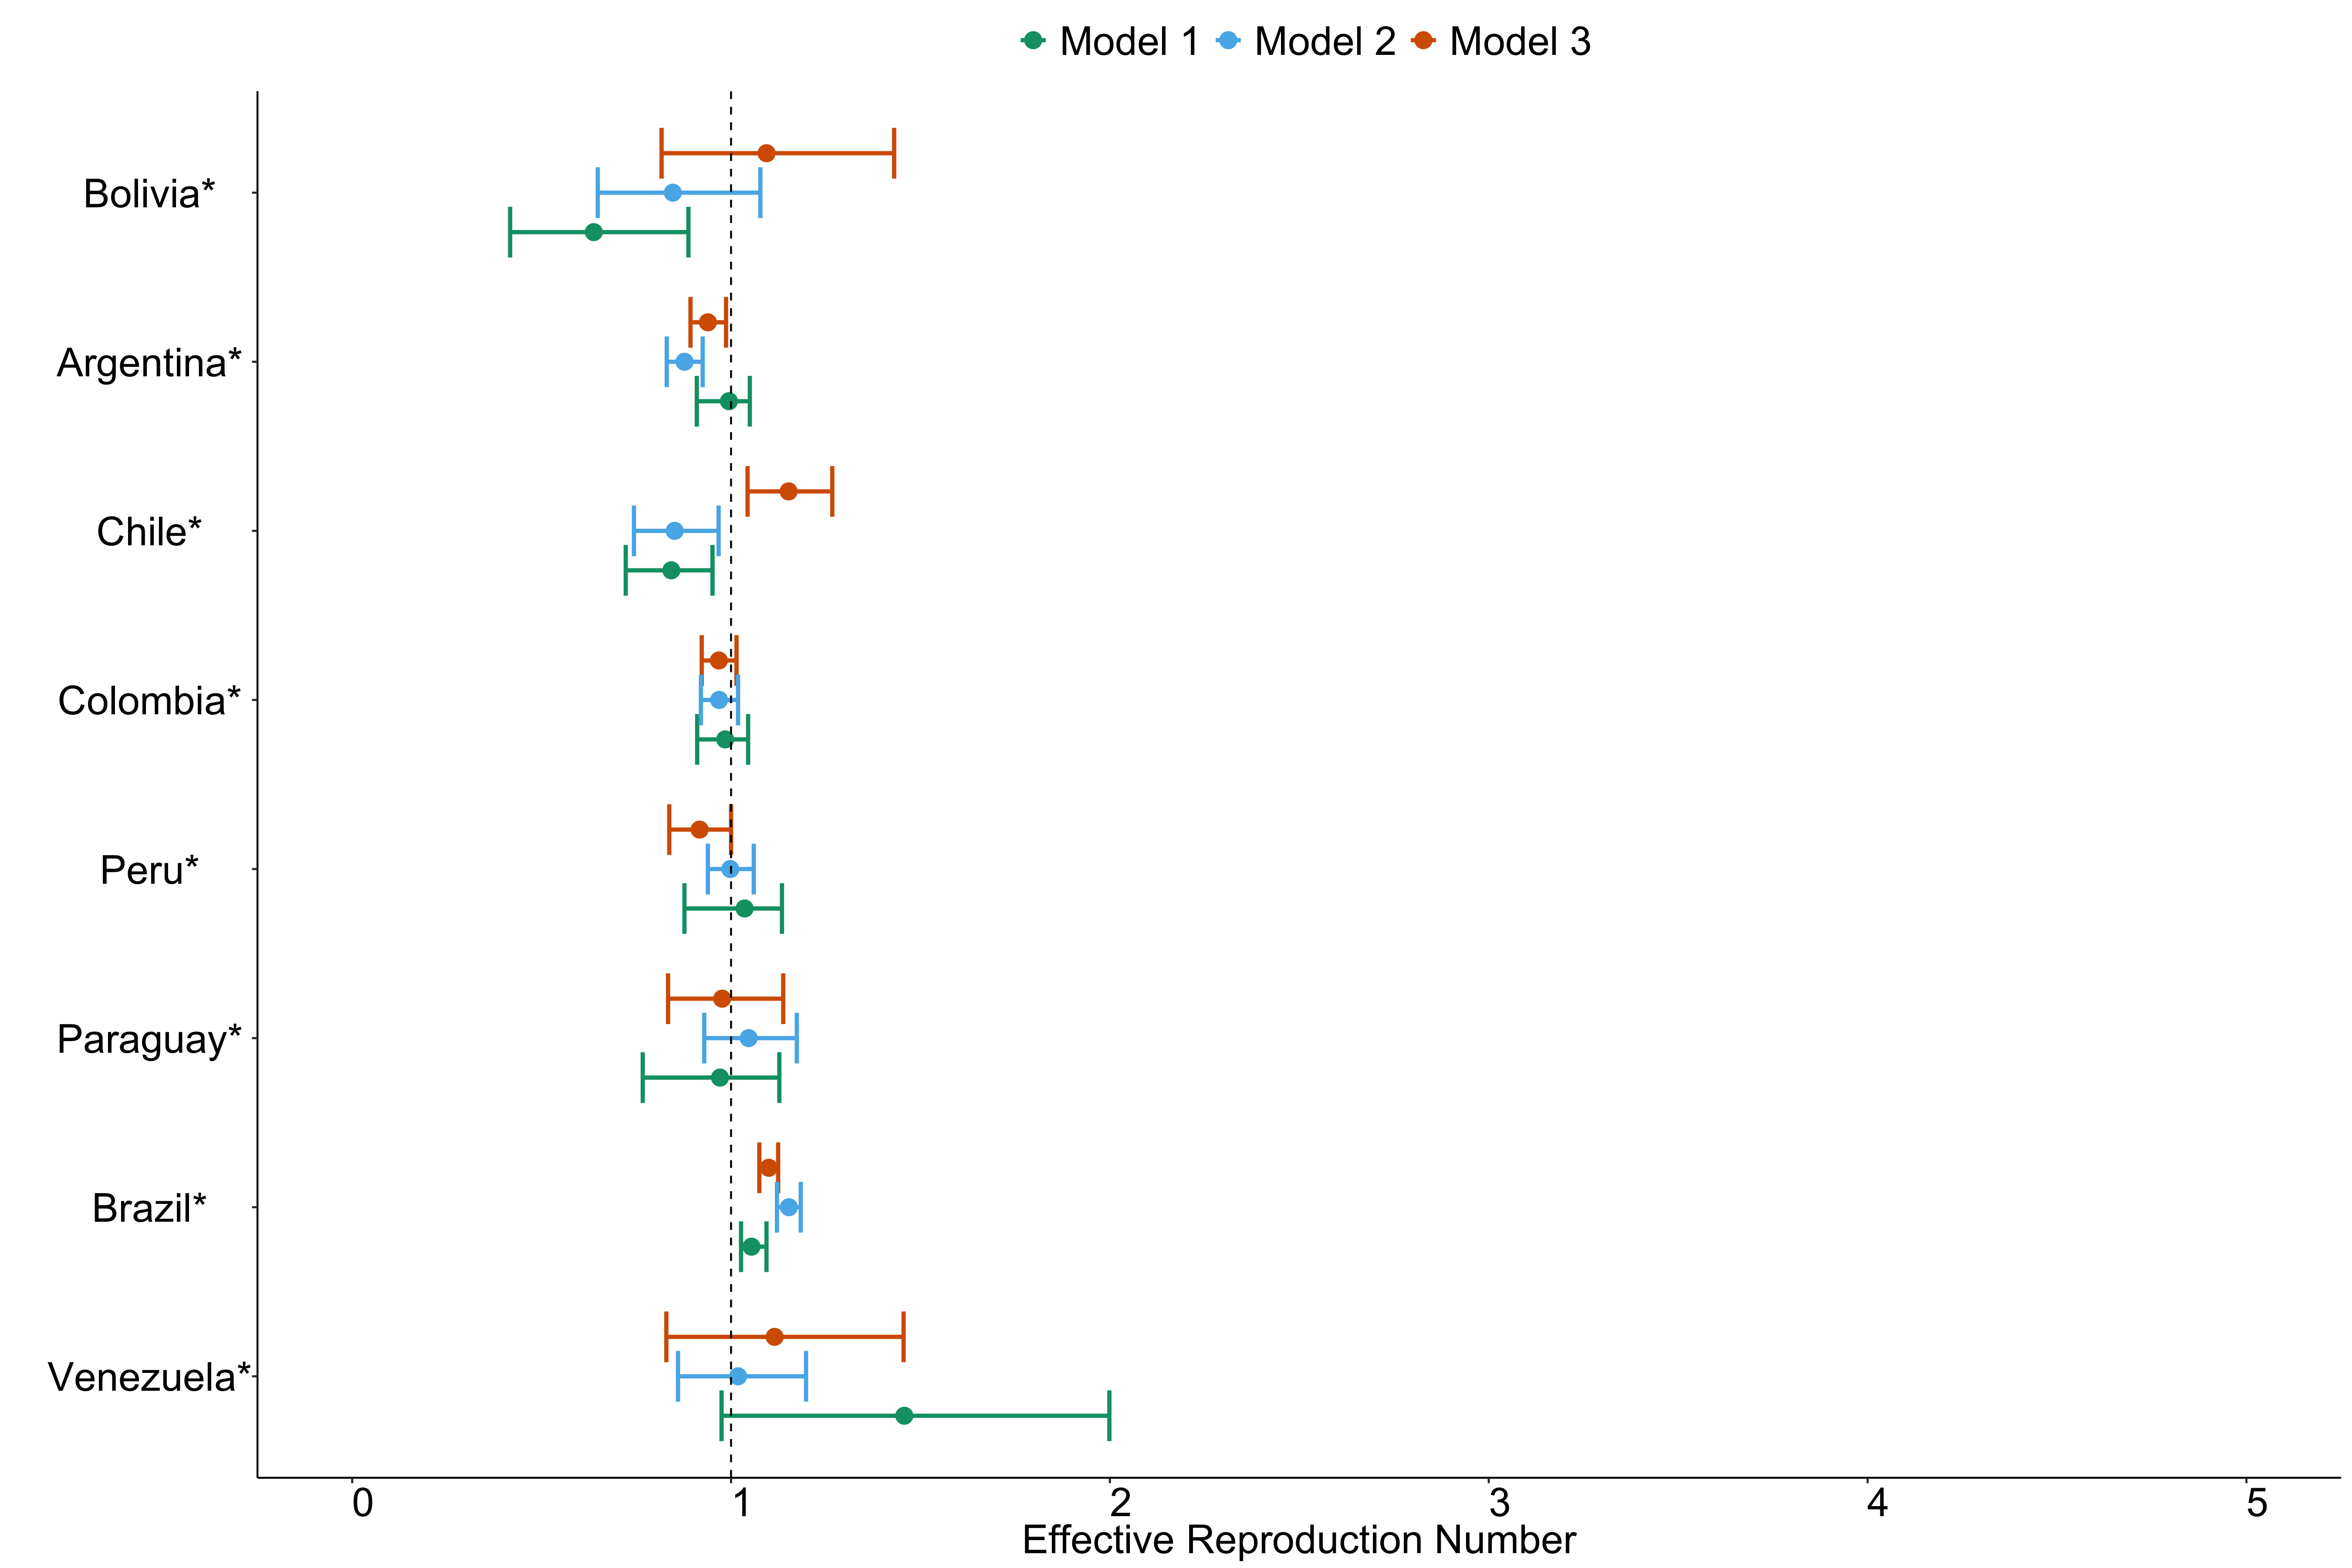 Model 1 Model 2 Model 3
Bolivia*
Argentina*
Chile*
Colombia*
Peru*
Paraguay*
Brazil*
Venezuela*
0 1 2 3 4 5
Effective Reproduction Number